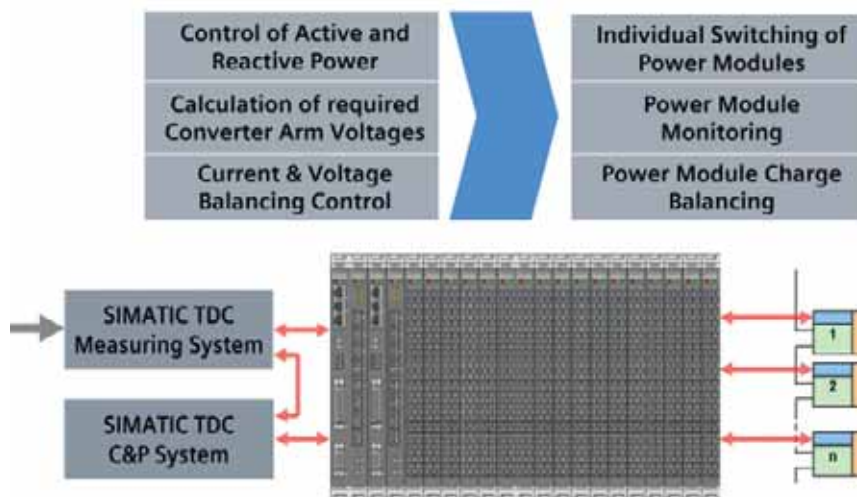 Control of Active and
Reactive Power
Calculation of required
Converter Arm Voltages
Current & Voltage
Balancing Control
Individual Switching of
Power Modules
Power Module
Monitoring
Power Module Charge
Balancing
SIMATIC TDC
Measuring System
SIMATIC TDC
C&P System
1
2
n